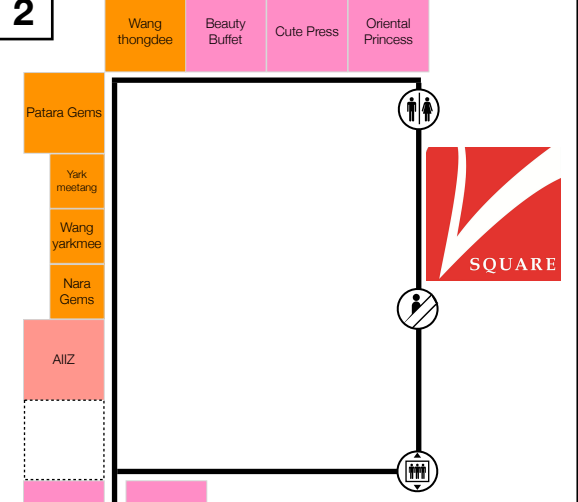 2
Wang
thongdee
Beauty
Buffet
Cute Press
Oriental
Princess
Patara Gems
Yark
meetang
Wang
yarkmee
Nara
Gems
AllZ
SQUARE